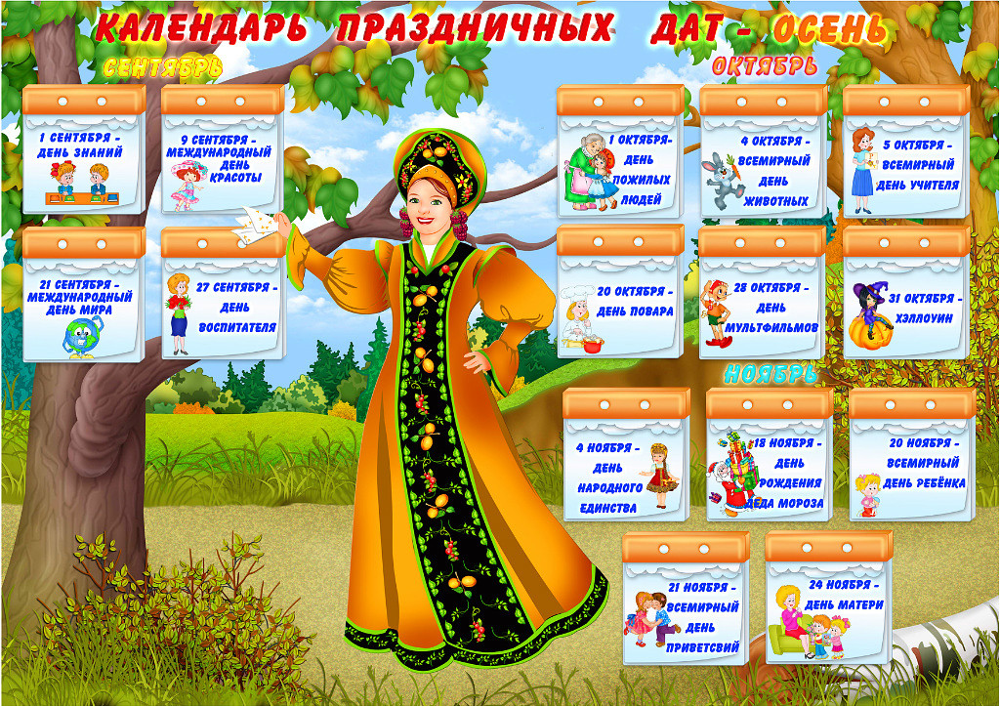 КАЛЕНДАРЬ ПРАЗДНИЧНЫХ ДАТ - ОСЕНЬ
СЕНТЯБРЬ
1 СЕНТЯБРЯ -
ДЕНЬ ЗНАНИЙ
9 СЕНТЯБРЯ -
МЕЖДУНАРОДНЫЙ
ДЕНЬ
КРАСОТЫ
21 СЕНТЯБРЯ -
МЕЖДУНАРОДНЫЙ
ДЕНЬ МИРА
27 СЕНТЯБРЯ -
ДЕНЬ
ВОСПИТАТЕЛЯ
ОКТЯБРЬ
1 ОКТЯБРЯ-
ДЕНЬ
ПОЖИЛЫХ
ЛЮДЕЙ
4 ОКТЯБРЯ -
ВСЕМИРНЫЙ
ДЕНЬ
ЖИВОТНЫХ
5 ОКТЯБРЯ -
ВСЕМИРНЫЙ
ДЕНЬ УЧИТЕЛЯ
20 ОКТЯБРЯ -
ДЕНЬ ПОВАРА
28 ОКТЯБРЯ -
ДЕНЬ
МУЛЬТФИЛЬМОВ
31 ОКТЯБРЯ -
ХЭЛЛОУИН
НОЯБРЬ
4 НОЯБРЯ -
ДЕНЬ
НАРОДНОГО
ЕДИНСТВА
18 НОЯБРЯ -
ДЕНЬ
РОЖДЕНИЯ
ДЕДА МОРОЗА
20 НОЯБРЯ -
ВСЕМИРНЫЙ
ДЕНЬ РЕБЁНКА
21 НОЯБРЯ -
ВСЕМИРНЫЙ
ДЕНЬ
ПРИВЕТСВИЙ
24 НОЯБРЯ -
ДЕНЬ МАТЕРИ